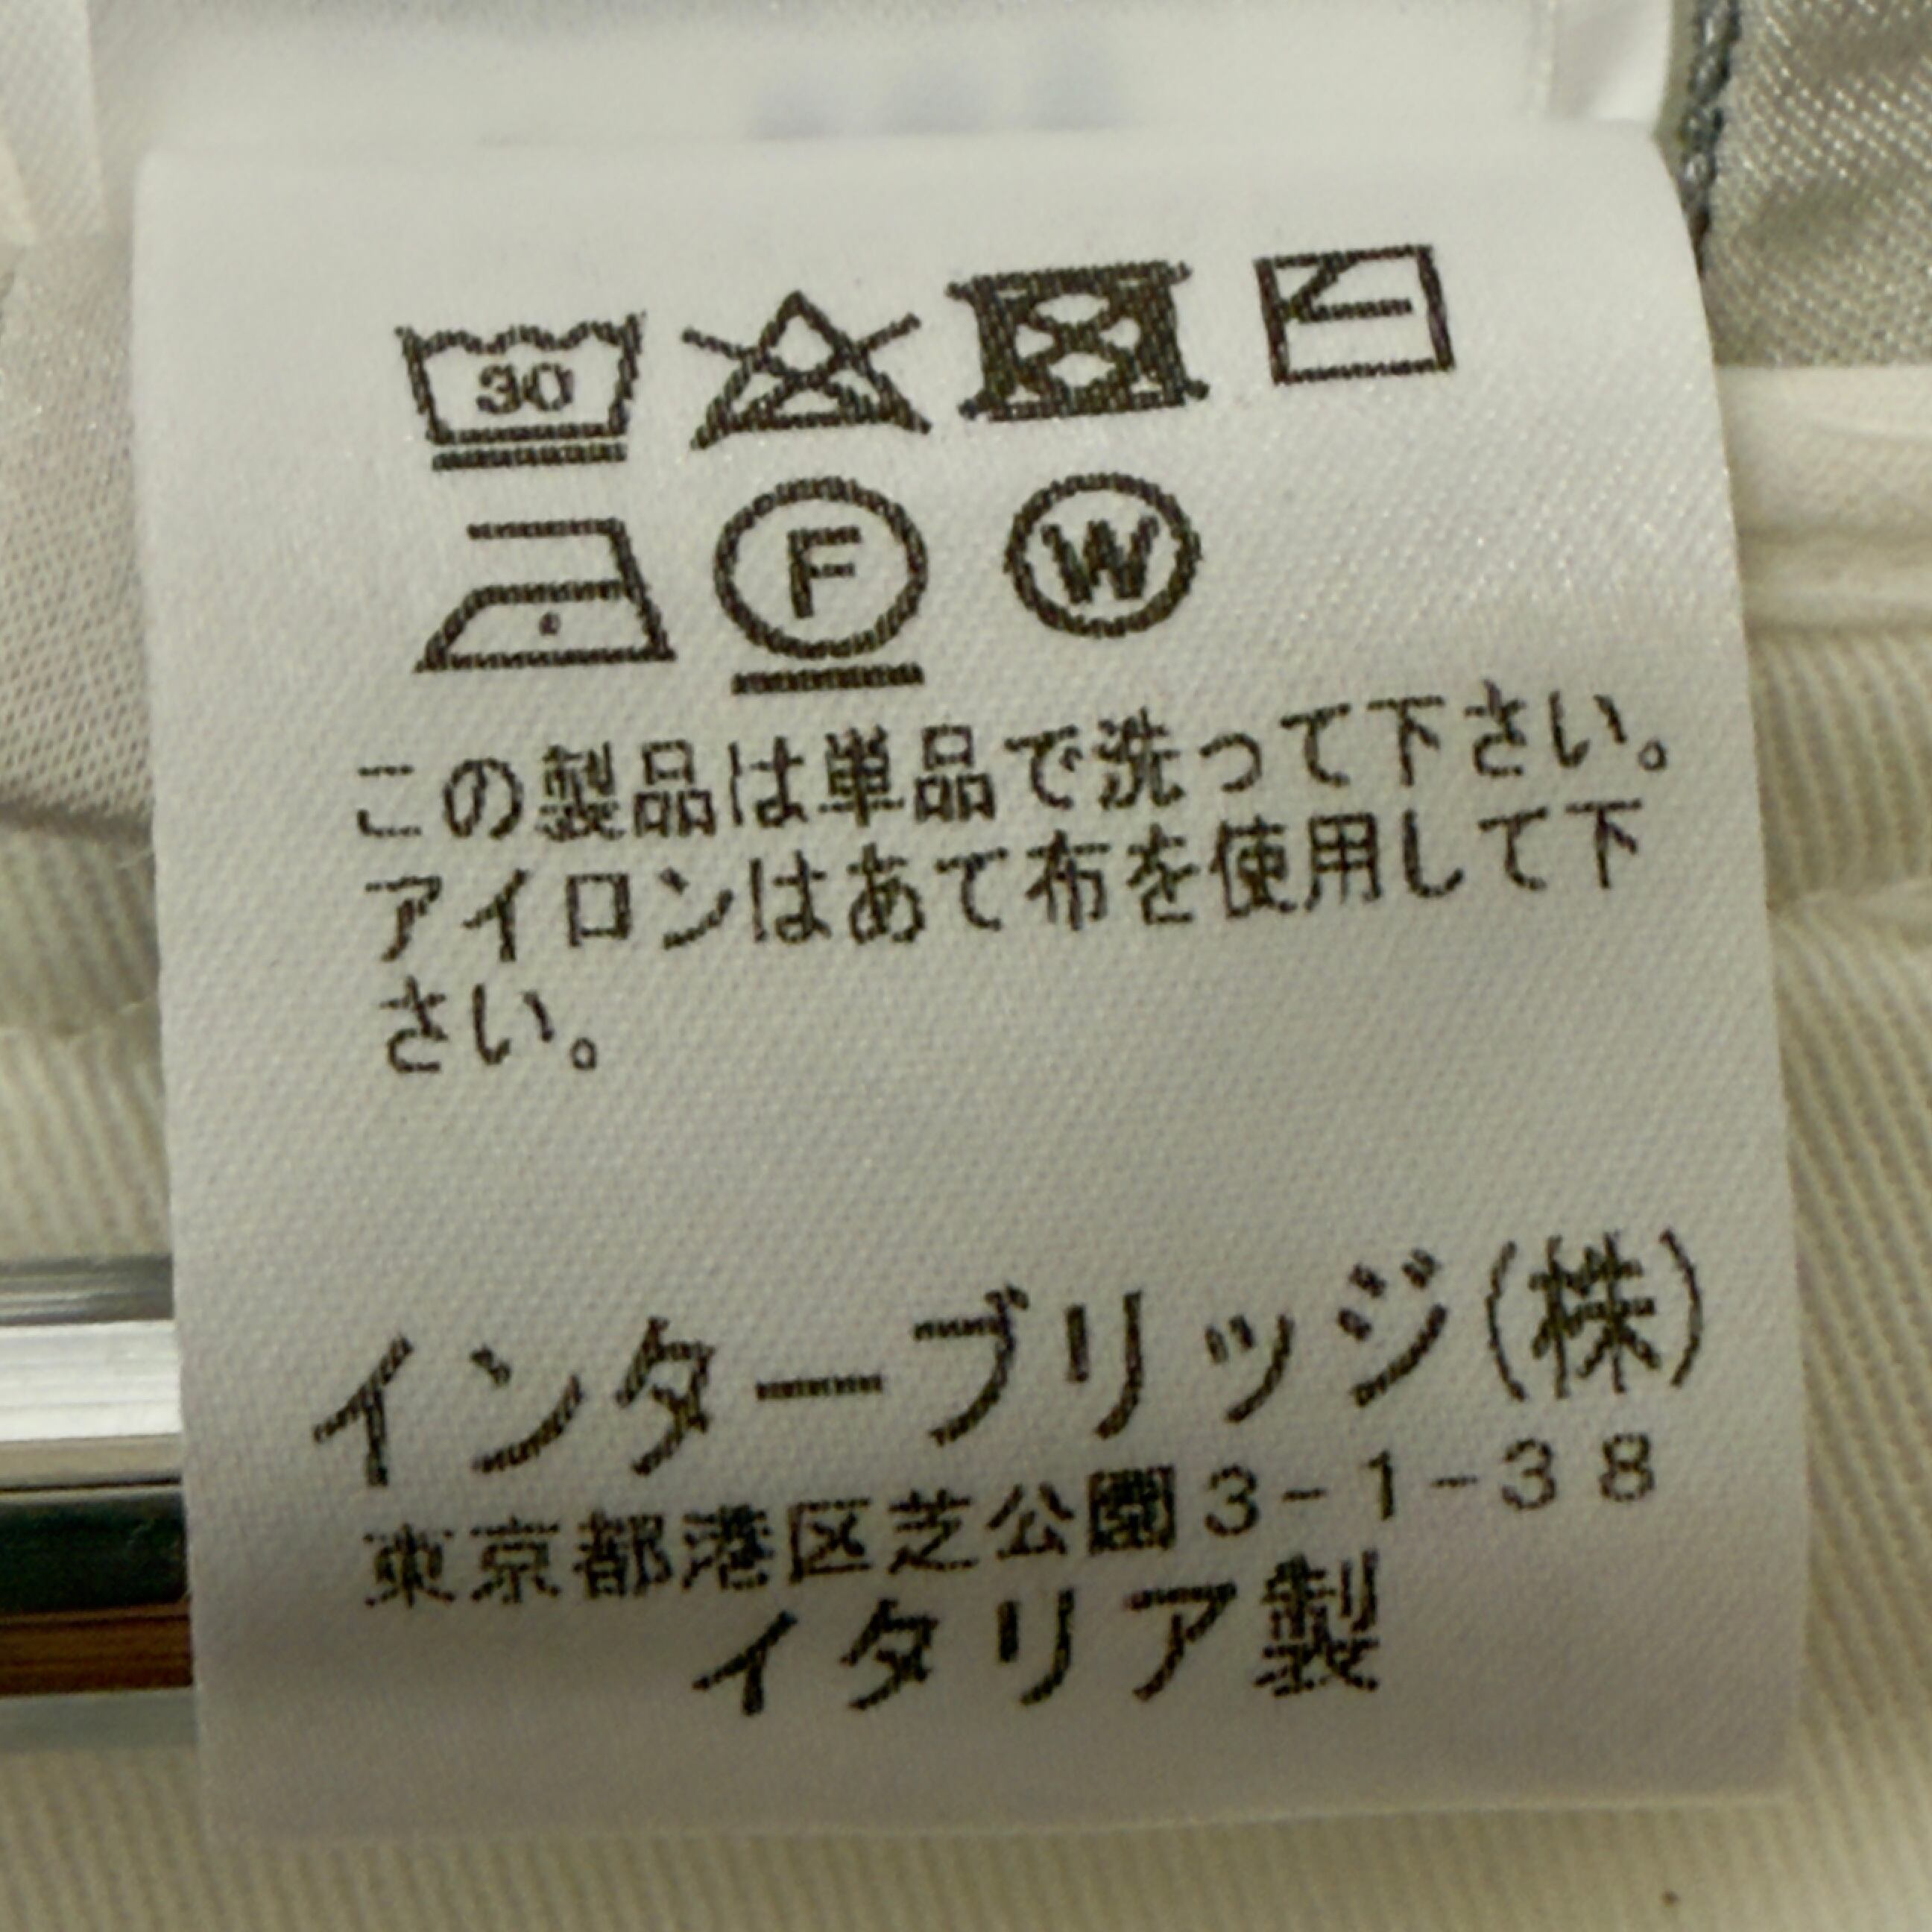 30
F W
この製品は単品で洗って下さい。
アイロンはあて布を使用して下
さい。
インターブリッジ(株)
東京都港区芝公園3-1-38
イタリア製